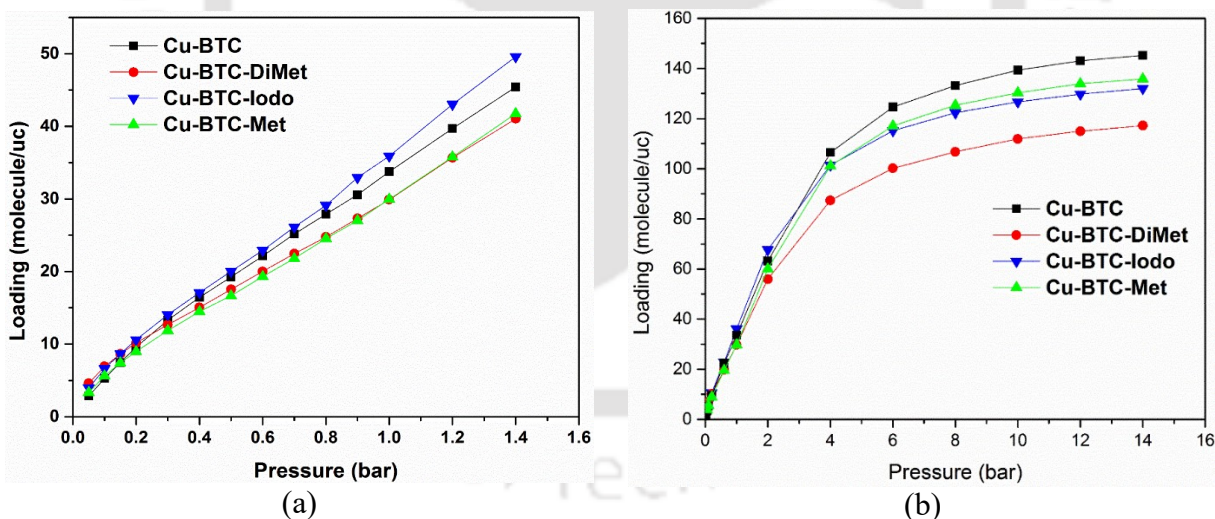 Cu-BTC
Cu-BTC-DiMet
Cu-BTC-Iodo
Cu-BTC-Met
Loading (molecule/uc)
50
40
30
20
10
0
0.0 0.2 0.4 0.6 0.8 1.0 1.2 1.4 1.6
Pressure (bar)
(a)
Loading (molecule/uc)
160
140
120
100
80
60
40
20
0
Cu-BTC
Cu-BTC-DiMet
Cu-BTC-Iodo
Cu-BTC-Met
0 2 4 6 8 10 12 14 16
Pressure (bar)
(b)